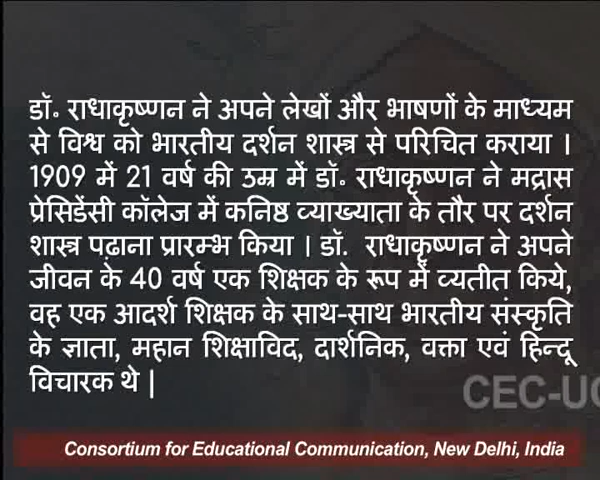 डॉ॰ राधाकृष्णन ने अपने लेखों और भाषणों के माध्यम
से विश्व को भारतीय दर्शन शास्त्र से परिचित कराया ।
1909 में 21 वर्ष की उम्र में डॉ॰ राधाकृष्णन ने मद्रास
प्रेसिडेंसी कॉलेज में कनिष्ठ व्याख्याता के तौर पर दर्शन
शास्त्र पढ़ाना प्रारम्भ किया । डॉ. राधाकृष्णन ने अपने
जीवन के 40 वर्ष एक शिक्षक के रूप में व्यतीत किये,
वह एक आदर्श शिक्षक के साथ-साथ भारतीय संस्कृति
के ज्ञाता, महान शिक्षाविद, दार्शनिक, वक्ता एवं हिन्दू
विचारक थे |
CEC-UG
Consortium for Educational Communication, New Delhi, India